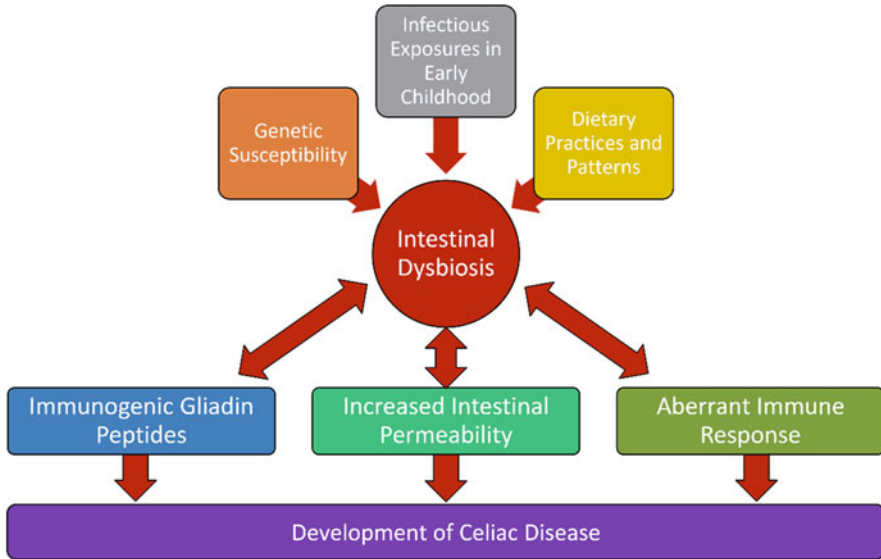 Infectious
Exposures in
Early
Childhood
Genetic
Susceptibility
Dietary
Practices and
Patterns
Intestinal
Dysbiosis
Immunogenic Gliadin
Peptides
Increased Intestinal
Permeability
Aberrant Immune
Response
Development of Celiac Disease